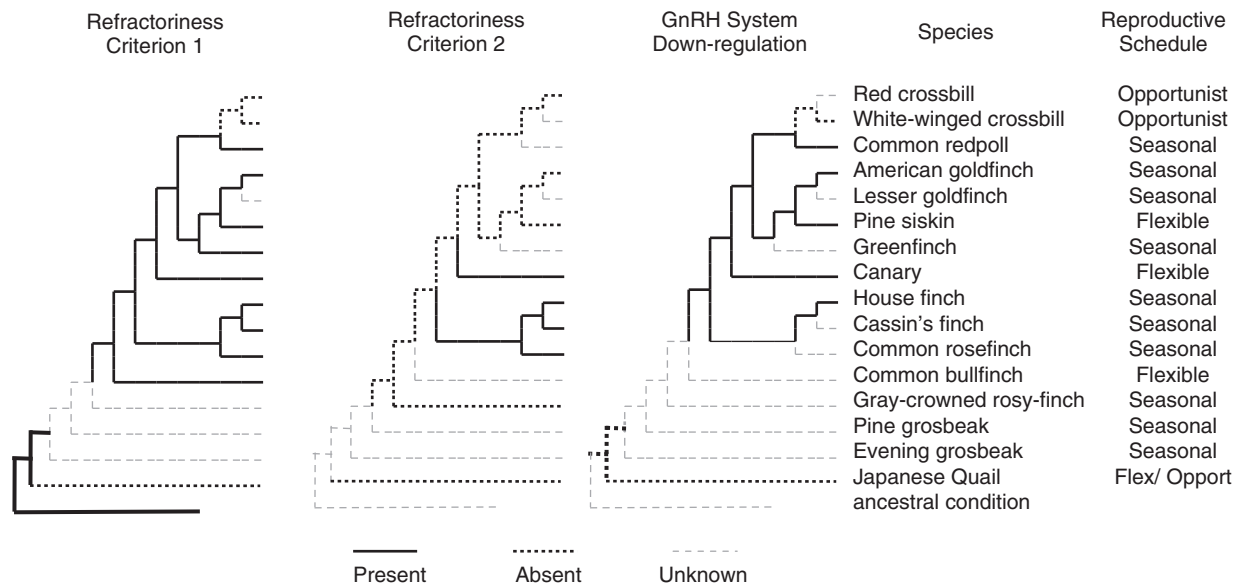 Refractoriness
Criterion 1
Refractoriness
Criterion 2
GnRH System
Down-regulation
Species
Reproductive
Schedule
Red crossbill Opportunist
White-winged crossbill Opportunist
Common redpoll Seasonal
American goldfinch Seasonal
Lesser goldfinch Seasonal
Pine siskin Flexible
Greenfinch Seasonal
Canary Flexible
House finch Seasonal
Cassin's finch Seasonal
Common rosefinch Seasonal
Common bullfinch Flexible
Gray-crowned rosy-finch Seasonal
Pine grosbeak Seasonal
Evening grosbeak Seasonal
Japanese Quail Flex/ Opport
ancestral condition
Present Absent Unknown